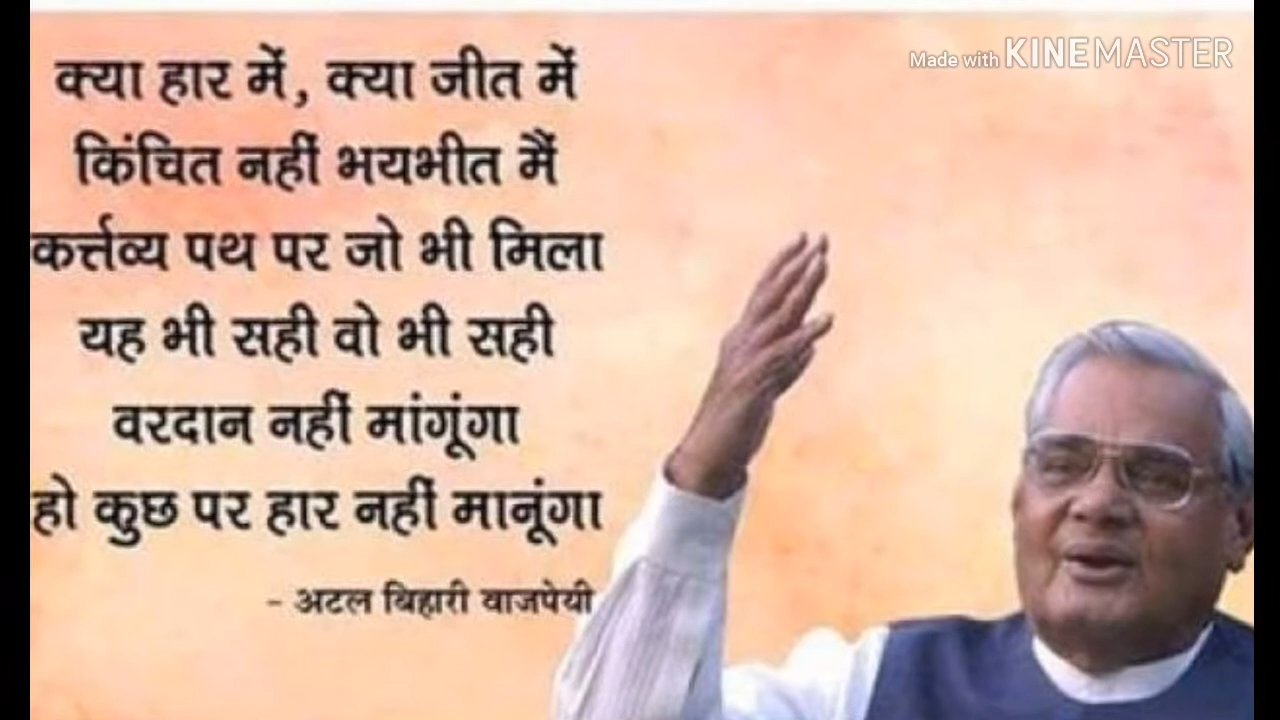 Made with KINEMASTER
क्या हार में, क्या जीत में
किंचित नहीं भयभीत मैं
कर्त्तव्य पथ पर जो भी मिला
यह भी सही वो भी सही
वरदान नहीं मांगूंगा
हो कुछ पर हार नहीं मानूंगा
- अटल बिहारी वाजपेयी